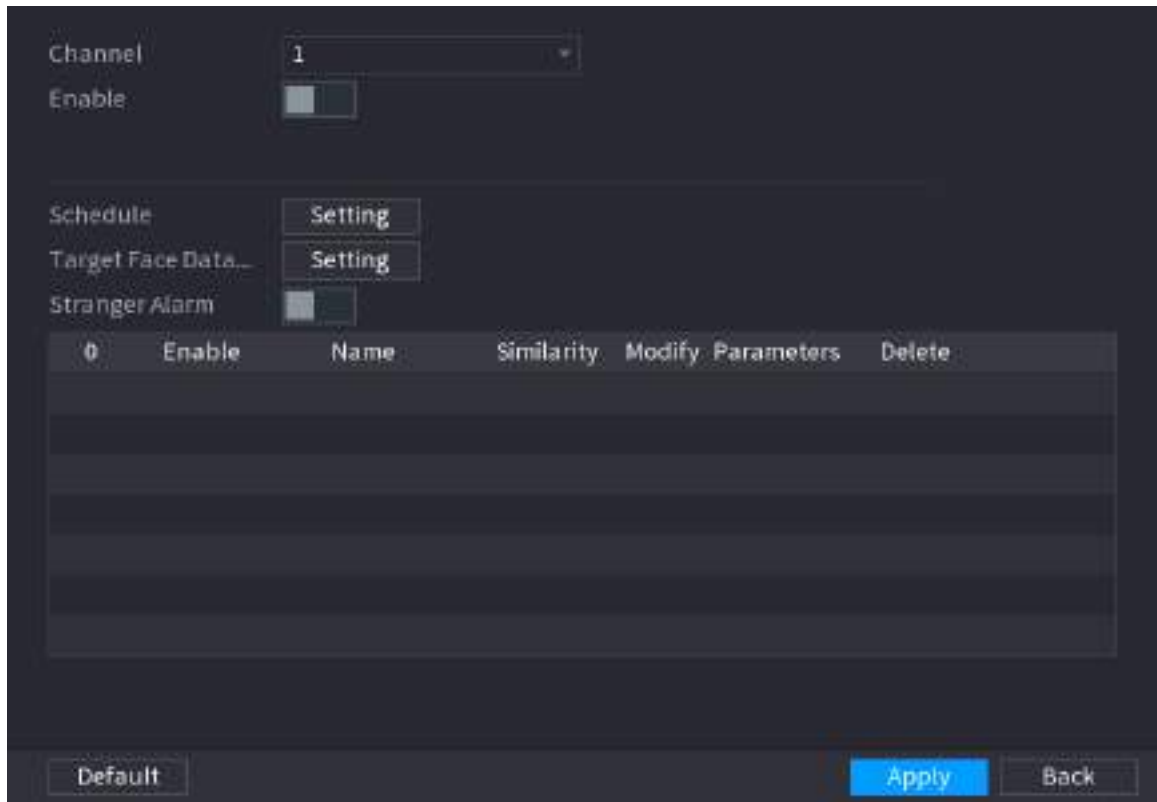 Channel 1
Enable
Schedule Setting
Target Face Data... Setting
Stranger Alarm
0 Enable Name Similarity Modify Parameters Delete
Default Apply Back